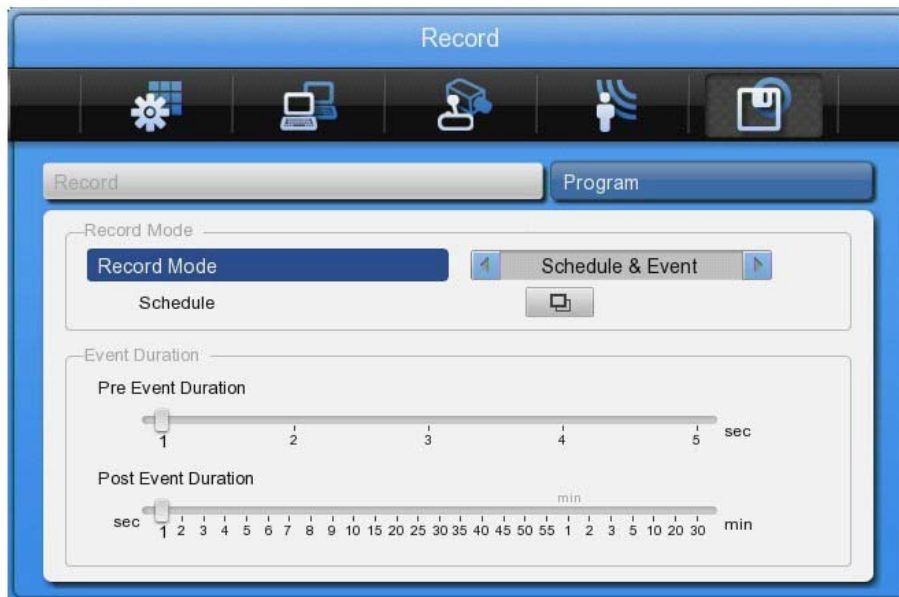 Record
Record
Program
Record Mode
Record Mode
Schedule & Event
Schedule
Event Duration
Pre Event Duration
1 2 3 4 5 sec
Post Event Duration
min
sec 1 2 3 4 5 6 7 8 9 10 15 20 25 30 35 40 45 50 55 1 2 3 5 10 20 30 min